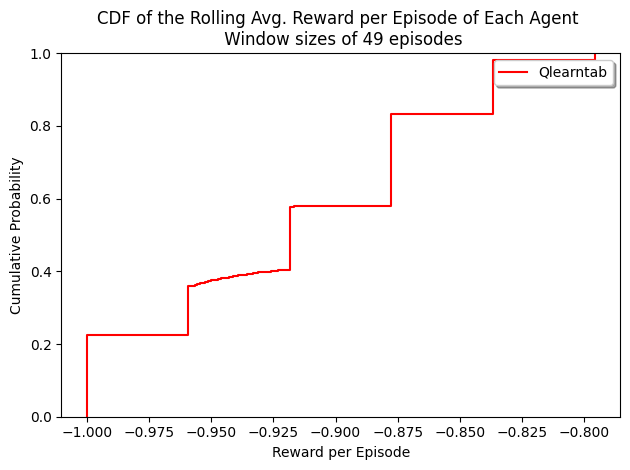 CDF of the Rolling Avg. Reward per Episode of Each Agent
Window sizes of 49 episodes
Qlearntab
1.0
0.8
0.6
0.4
0.2
0.0
Cumulative Probability
−1.000 −0.975 −0.950 −0.925 −0.900 −0.875 −0.850 −0.825 −0.800
Reward per Episode